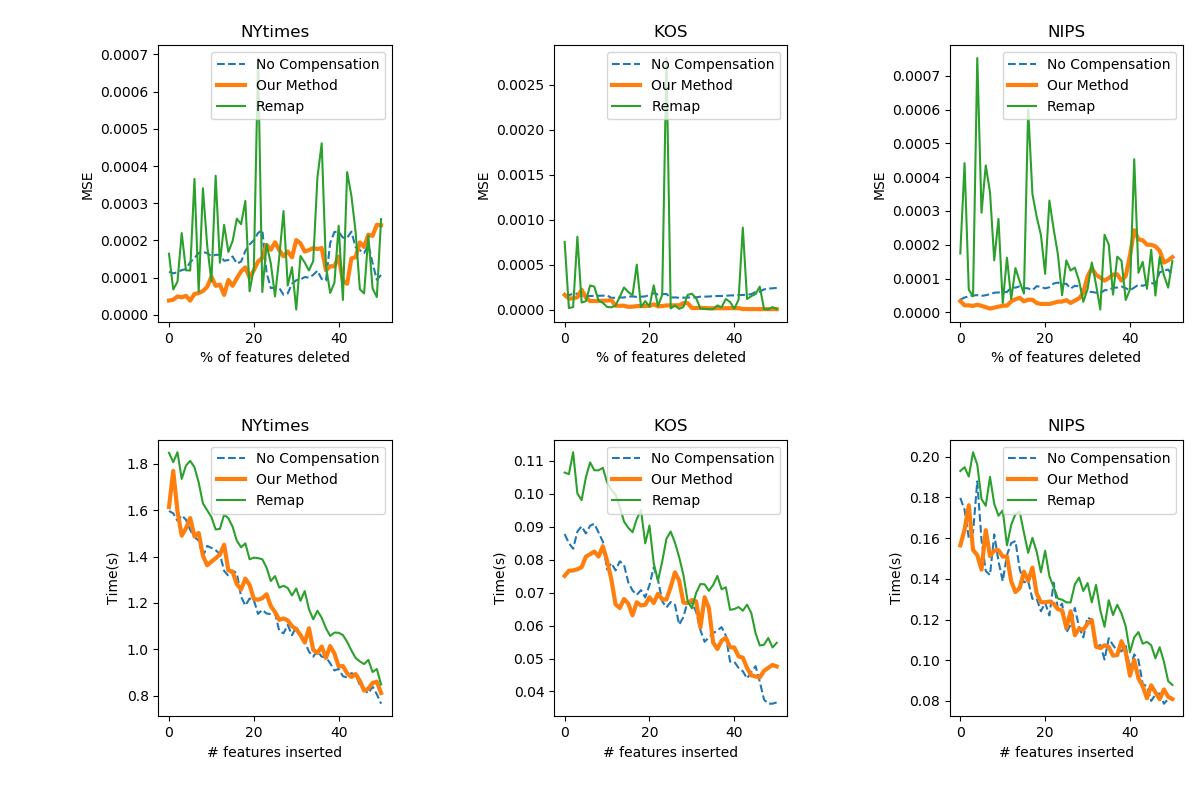 NYtimes
0.0007
0.0006
0.0005
0.0004
0.0003
0.0002
0.0001
0.0000
MSE
No Compensation
Our Method
Remap
0 20 40
% of features deleted
KOS
0.0025
0.0020
0.0015
0.0010
0.0005
0.0000
MSE
No Compensation
Our Method
Remap
0 20 40
% of features deleted
NIPS
0.0007
0.0006
0.0005
0.0004
0.0003
0.0002
0.0001
0.0000
MSE
No Compensation
Our Method
Remap
0 20 40
% of features deleted
NYtimes
1.8
1.6
1.4
1.2
1.0
0.8
Time(s)
No Compensation
Our Method
Remap
0 20 40
# features inserted
KOS
0.11
0.10
0.09
0.08
0.07
0.06
0.05
0.04
Time(s)
No Compensation
Our Method
Remap
0 20 40
# features inserted
NIPS
0.20
0.18
0.16
0.14
0.12
0.10
0.08
Time(s)
No Compensation
Our Method
Remap
0 20 40
# features inserted